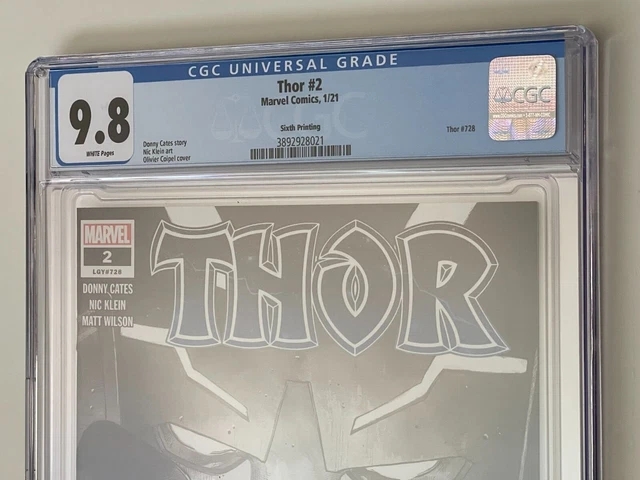 CGC UNIVERSAL GRADE
9.8
WHITE Pages
Thor #2
Marvel Comics, 1/21
Sixth Printing
3892928021
Donny Cates story
Nic Klein art
Olivier Coipel cover
Thor #728
CGC
CGC
MARVEL
2
LGY#728
DONNY CATES
NIC KLEIN
MATT WILSON
THOR